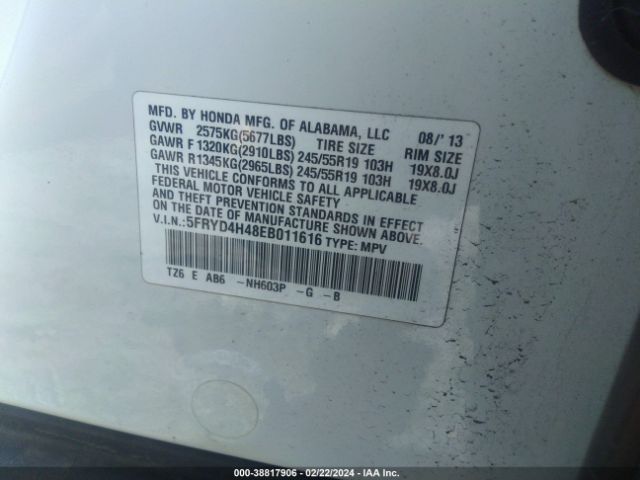 MFD. BY HONDA MFG. OF ALABAMA, LLC 08/'13
GVWR 2575KG(5677LBS) TIRE SIZE RIM SIZE
GAWR F 1320KG(2910LBS) 245/55R19 103H 19X8.0J
GAWR R1345KG(2965LBS) 245/55R19 103H 19X8.0J
THIS VEHICLE CONFORMS TO ALL APPLICABLE
FEDERAL MOTOR VEHICLE SAFETY
AND THEFT PREVENTION STANDARDS IN EFFECT
ON THE DATE OF MANUFACTURE SHOWN ABOVE.
V.I.N.:5FRYD4H48EB011616 TYPE: MPV
TZ6 E AB6 -NH603P -G -B
000-38817906 - 02/22/2024 - IAA Inc.